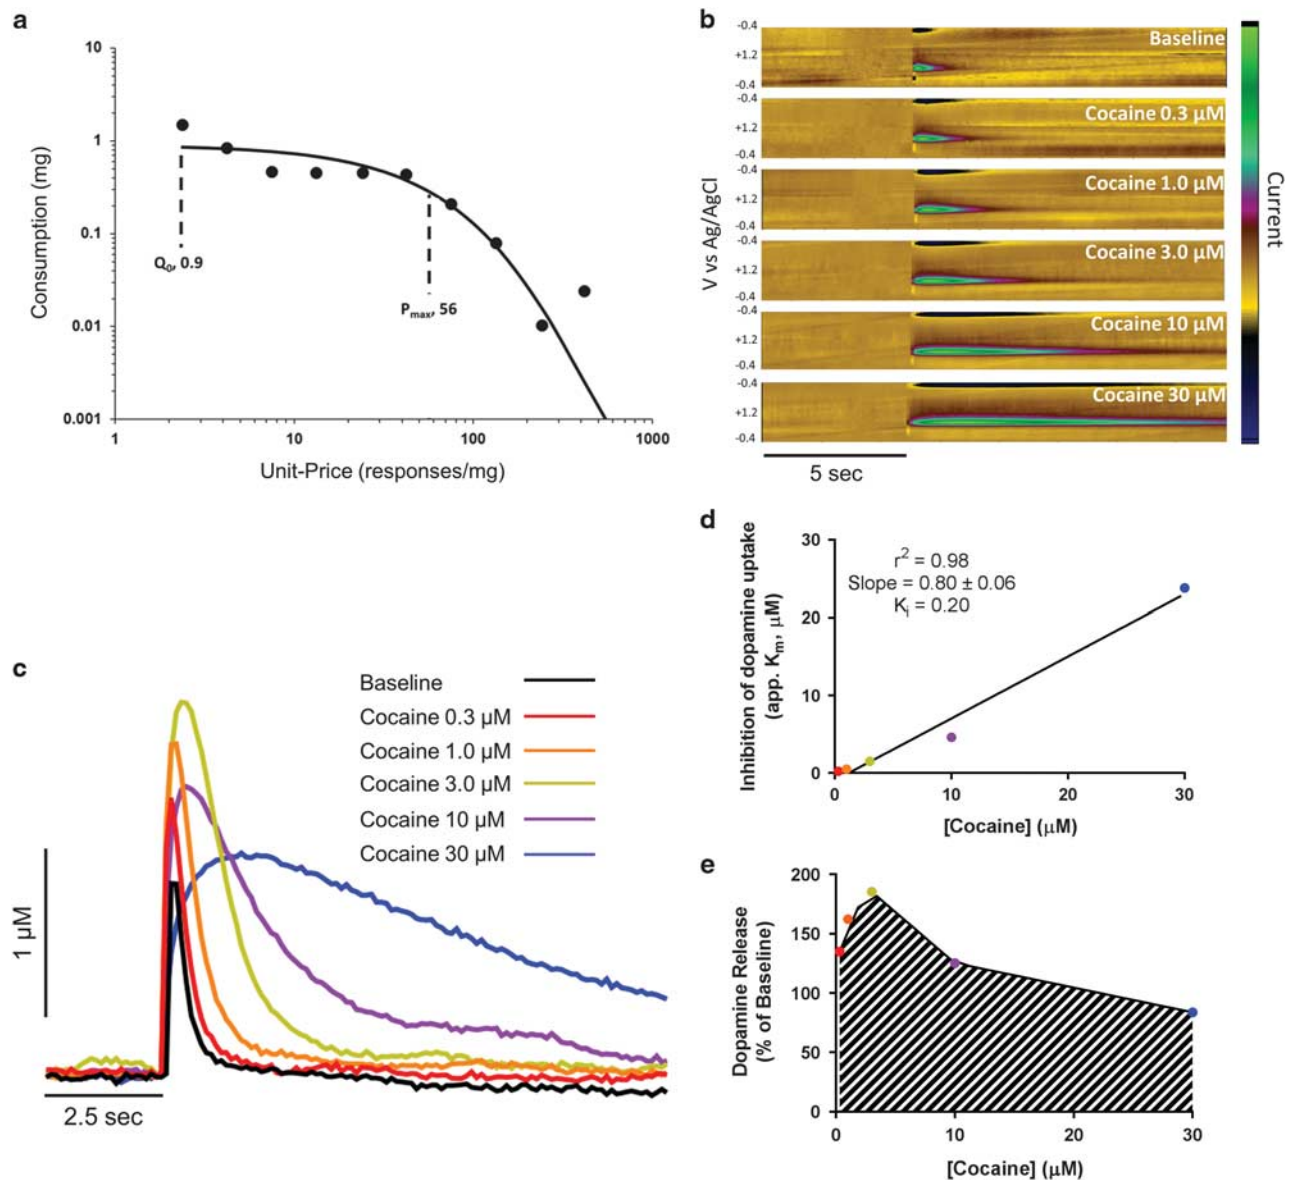 a
10
1
0.1
0.01
0.001
Consumption (mg)
Q₀, 0.9
Pmax, 56
1 10 100 1000
Unit-Price (responses/mg)
b
V vs Ag/AgCl
-0.4
+1.2
-0.4
Baseline
-0.4
+1.2
-0.4
Cocaine 0.3 µM
-0.4
+1.2
-0.4
Cocaine 1.0 µM
-0.4
+1.2
-0.4
Cocaine 3.0 µM
-0.4
+1.2
-0.4
Cocaine 10 µM
-0.4
+1.2
-0.4
Cocaine 30 µM
Current
5 sec
c
Baseline
Cocaine 0.3 µM
Cocaine 1.0 µM
Cocaine 3.0 µM
Cocaine 10 µM
Cocaine 30 µM
1 µM
2.5 sec
d
Inhibition of dopamine uptake
(app. Km, µM)
30
20
10
0
r² = 0.98
Slope = 0.80 ± 0.06
Ki = 0.20
0 10 20 30
[Cocaine] (µM)
e
Dopamine Release
(% of Baseline)
200
150
100
50
0
0 10 20 30
[Cocaine] (µM)